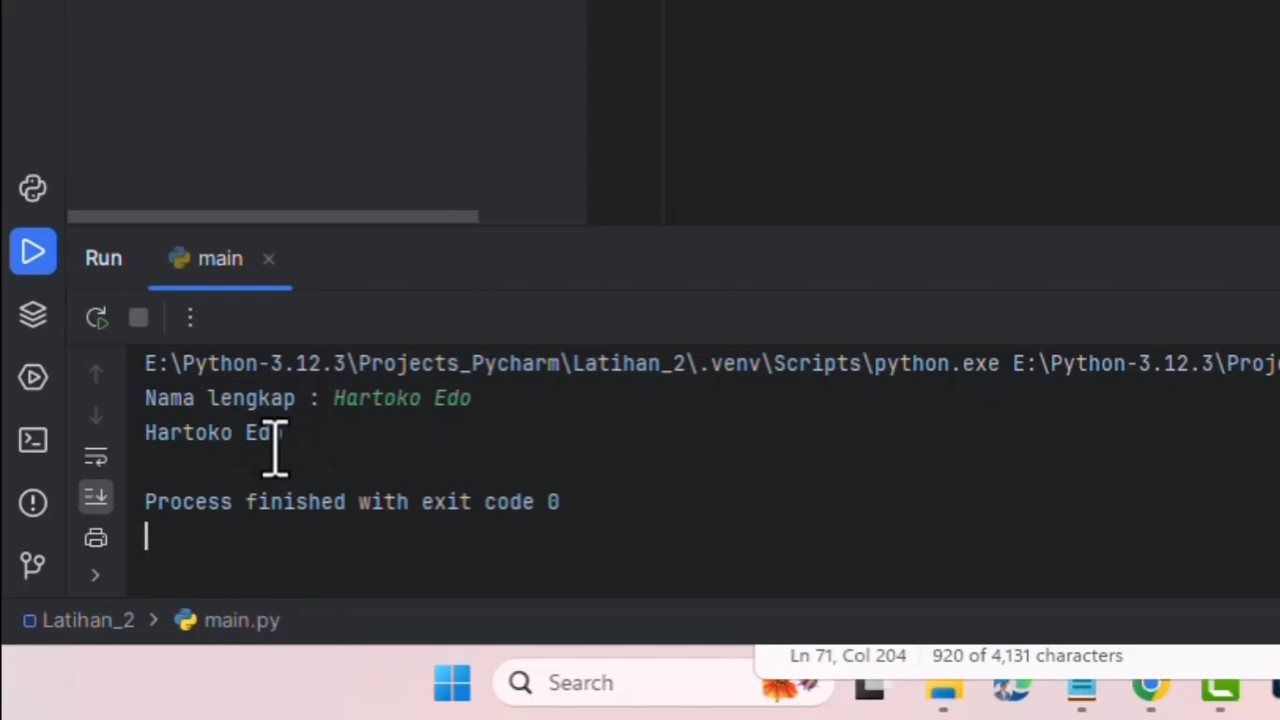 Run main
E:\Python-3.12.3\Projects_Pycharm\Latihan_2\.venv\Scripts\python.exe E:\Python-3.12.3\Proj
Nama lengkap : Hartoko Edo
Hartoko Edo
Process finished with exit code 0
Latihan_2 > main.py
Ln 71, Col 204 920 of 4,131 characters
Search